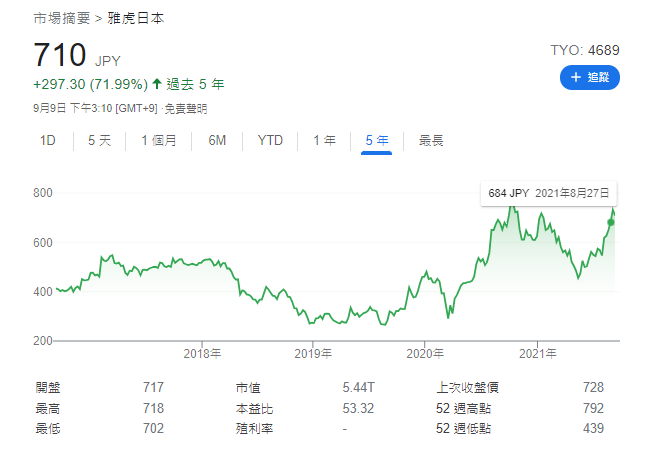 市場摘要 > 雅虎日本
710 JPY
TYO: 4689
+297.30 (71.99%) ↑ 過去 5 年
+ 追蹤
9月9日 下午3:10 [GMT+9] · 免責聲明
1D 5 天 1 個月 6M YTD 1 年 5 年 最長
684 JPY 2021年8月27日
800
600
400
200
2018年 2019年 2020年 2021年
開盤 717 市值 5.44T 上次收盤價 728
最高 718 本益比 53.32 52 週高點 792
最低 702 殖利率 - 52 週低點 439